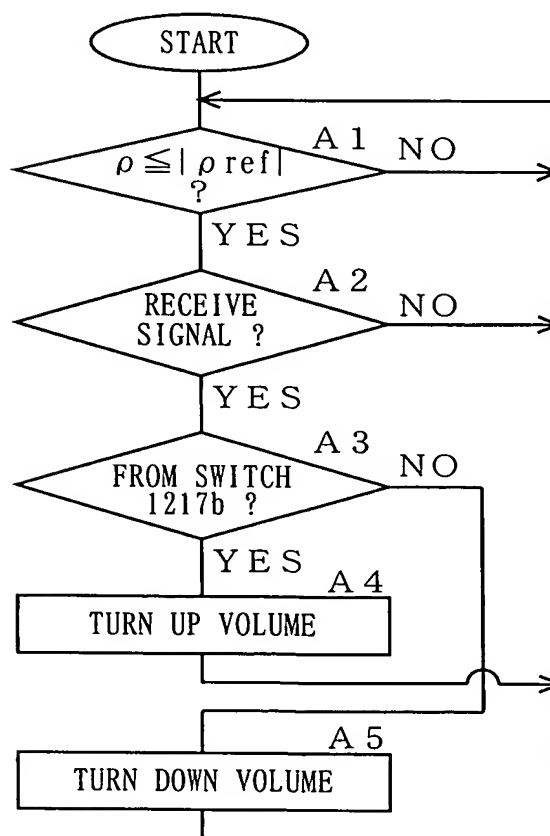 START
A1
ρ≦|ρref|
?
NO
YES
A2
RECEIVE
SIGNAL ?
NO
YES
A3
FROM SWITCH
1217b ?
NO
YES
A4
TURN UP VOLUME
A5
TURN DOWN VOLUME